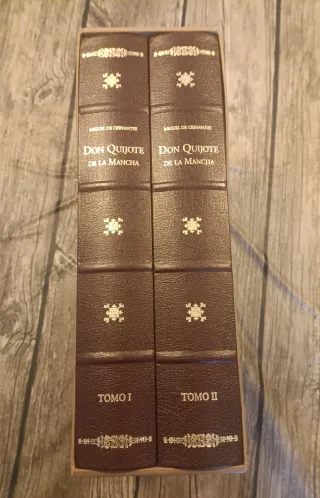 MIGUEL DE CERVANTES
DON QUIJOTE
DE LA MANCHA
TOMO I
MIGUEL DE CERVANTES
DON QUIJOTE
DE LA MANCHA
TOMO II